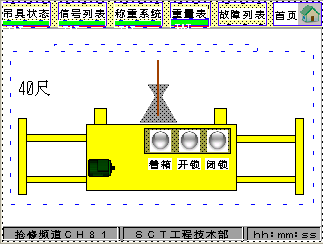 吊具状态 信号列表 称重系统 重量表 故障列表 首页
40尺
着箱 开锁 闭锁
抢修频道CH81 SCT工程技术部 hh:mm:ss